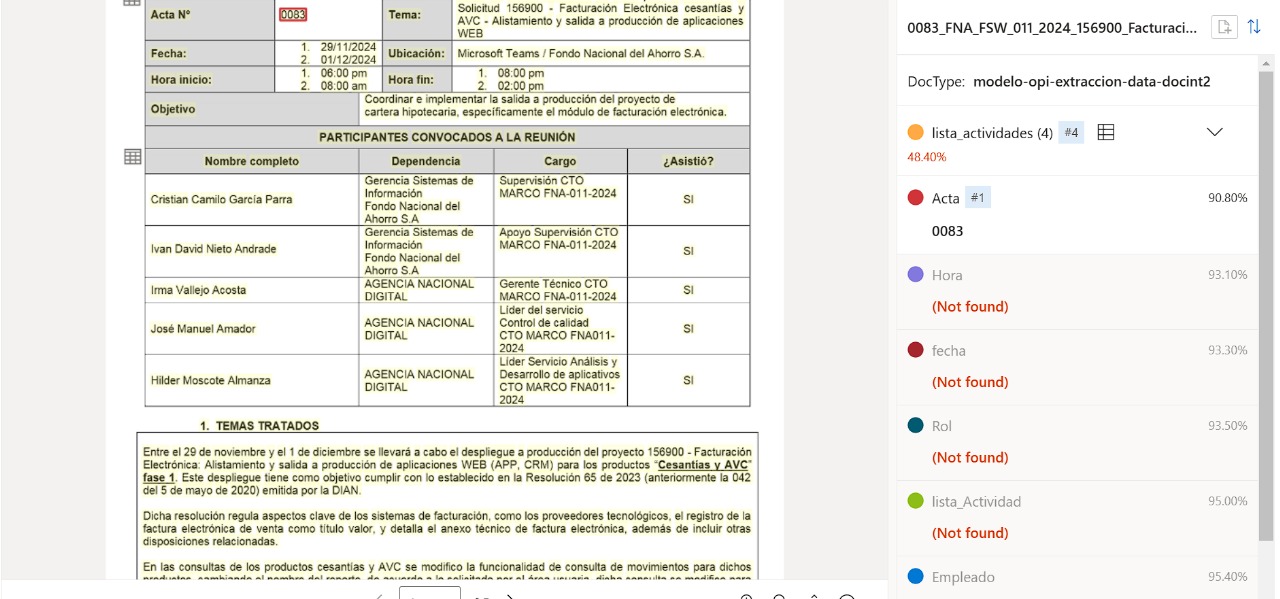 Acta Nº 0083 Tema: Solicitud 156900 - Facturación Electrónica cesantías y
AVC - Alistamiento y salida a producción de aplicaciones
WEB
Fecha: 1. 29/11/2024 Ubicación: Microsoft Teams / Fondo Nacional del Ahorro S.A.
2. 01/12/2024
Hora inicio: 1. 06:00 pm Hora fin: 1. 08:00 pm
2. 08:00 am 2. 02:00 pm
Objetivo Coordinar e implementar la salida a producción del proyecto de
cartera hipotecaria, específicamente el módulo de facturación electrónica.
PARTICIPANTES CONVOCADOS A LA REUNIÓN
Nombre completo Dependencia Cargo ¿Asistió?
Cristian Camilo García Parra
Gerencia Sistemas de
Información
Fondo Nacional del
Ahorro S.A
Supervisión CTO
MARCO FNA-011-2024
SI
Ivan David Nieto Andrade
Gerencia Sistemas de
Información
Fondo Nacional del
Ahorro S.A
Apoyo Supervisión CTO
MARCO FNA-011-2024
SI
Irma Vallejo Acosta
AGENCIA NACIONAL
DIGITAL
Gerente Técnico CTO
MARCO FNA-011-2024
SI
José Manuel Amador
AGENCIA NACIONAL
DIGITAL
Líder del servicio
Control de calidad
CTO MARCO FNA011-
2024
SI
Hilder Moscote Almanza
AGENCIA NACIONAL
DIGITAL
Líder Servicio Análisis y
Desarrollo de aplicativos
CTO MARCO FNA011-
2024
SI
1. TEMAS TRATADOS
Entre el 29 de noviembre y el 1 de diciembre se llevará a cabo el despliegue a producción del proyecto 156900 - Facturación
Electrónica: Alistamiento y salida a producción de aplicaciones WEB (APP, CRM) para los productos “Cesantías y AVC”
fase 1. Este despliegue tiene como objetivo cumplir con lo establecido en la Resolución 65 de 2023 (anteriormente la 042
del 5 de mayo de 2020) emitida por la DIAN.
Dicha resolución regula aspectos clave de los sistemas de facturación, como los proveedores tecnológicos, el registro de la
factura electrónica de venta como título valor, y detalla el anexo técnico de factura electrónica, además de incluir otras
disposiciones relacionadas.
En las consultas de los productos cesantías y AVC se modifico la funcionalidad de consulta de movimientos para dichos
0083_FNA_FSW_011_2024_156900_Facturaci...
DocType: modelo-opi-extraccion-data-docint2
lista_actividades (4) #4
48.40%
Acta #1 90.80%
0083
Hora 93.10%
(Not found)
fecha 93.30%
(Not found)
Rol 93.50%
(Not found)
lista_Actividad 95.00%
(Not found)
Empleado 95.40%